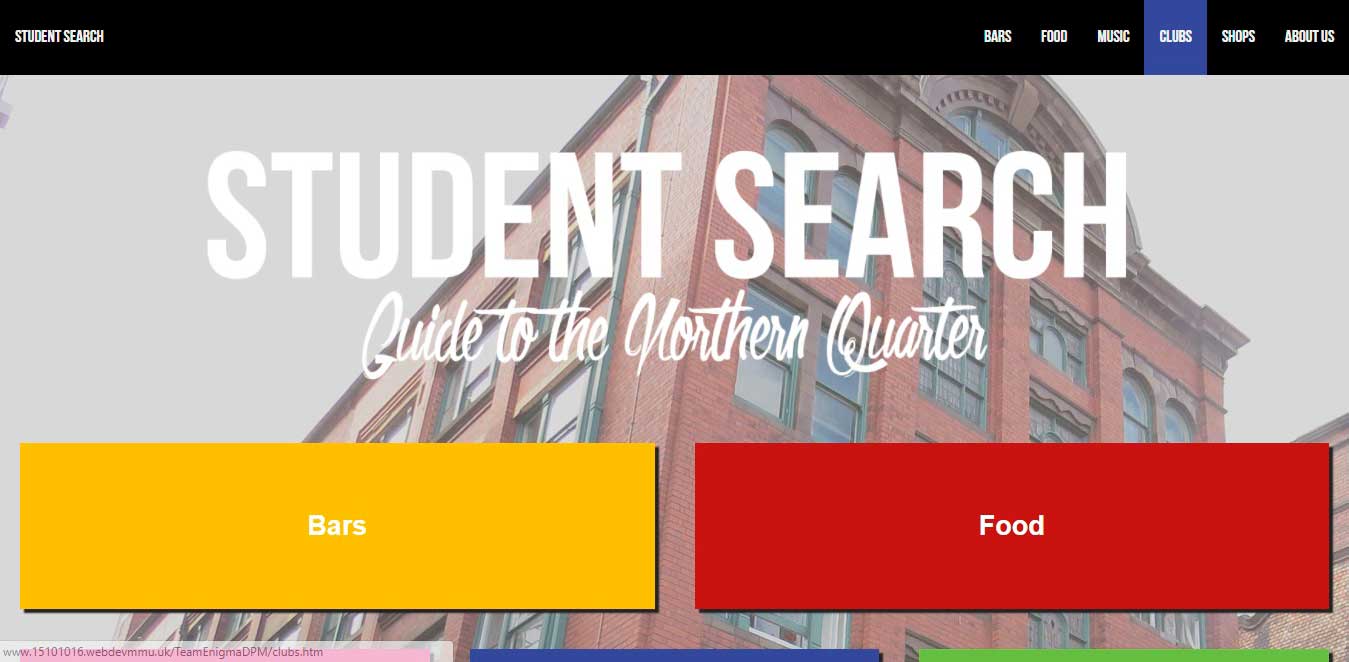 STUDENT SEARCH
BARS FOOD MUSIC CLUBS SHOPS ABOUT US
STUDENT SEARCH
Guide to the Northern Quarter
Bars
Food
www.15101016.webdevmmu.uk/TeamEnigmaDPM/clubs.htm